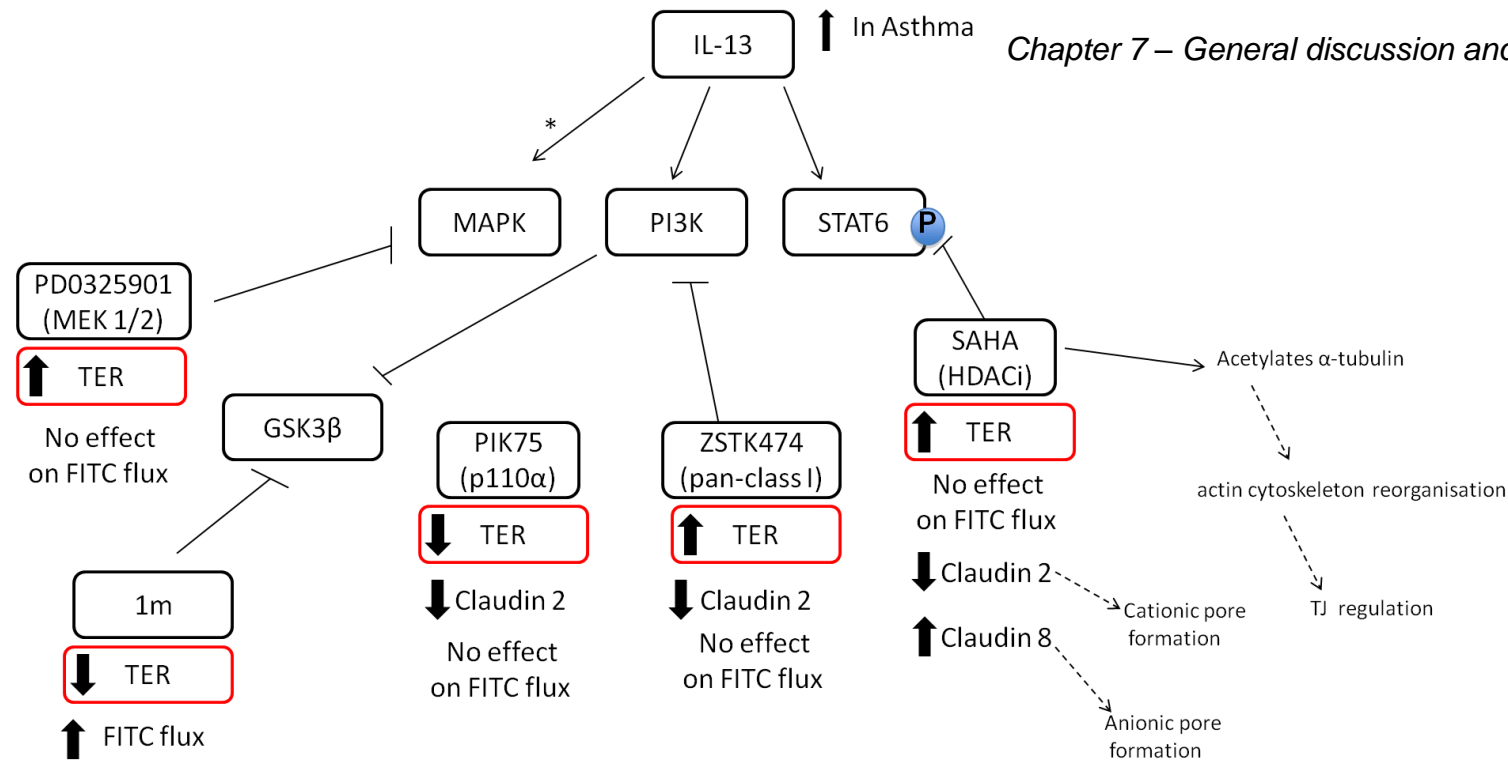 IL-13
In Asthma
Chapter 7 – General discussion and
*
MAPK
PI3K
STAT6
P
PD0325901
(MEK 1/2)
TER
No effect
on FITC flux
GSK3β
1m
TER
FITC flux
PIK75
(p110α)
TER
Claudin 2
No effect
on FITC flux
ZSTK474
(pan-class I)
TER
Claudin 2
No effect
on FITC flux
SAHA
(HDACi)
TER
No effect
on FITC flux
Claudin 2
Claudin 8
Acetylates α-tubulin
actin cytoskeleton reorganisation
TJ regulation
Cationic pore
formation
Anionic pore
formation